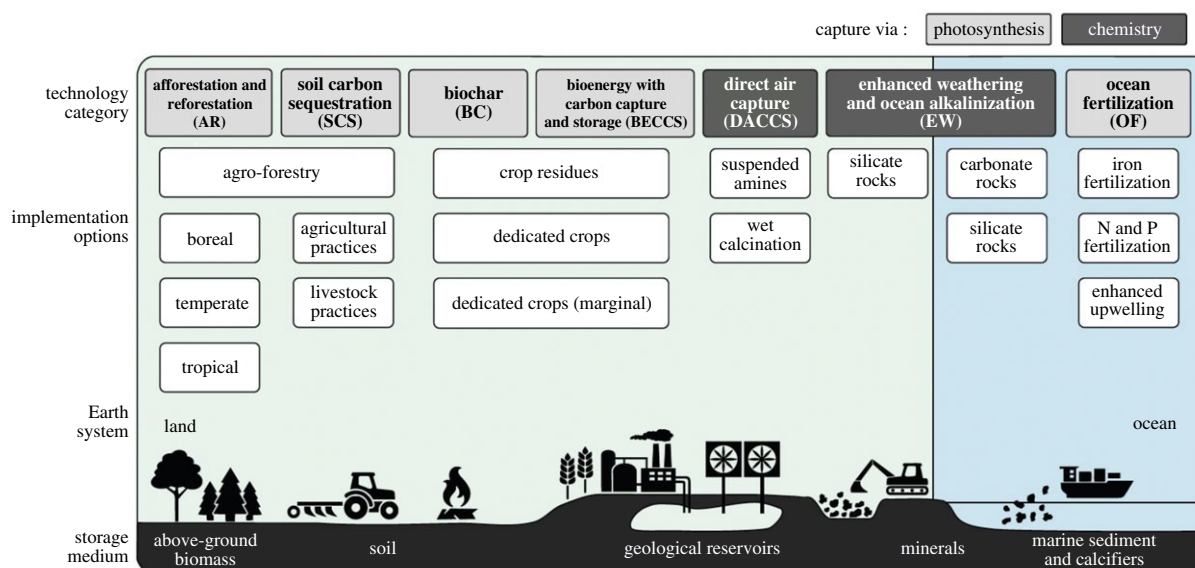 capture via : photosynthesis chemistry
technology
category
afforestation and
reforestation
(AR)
soil carbon
sequestration
(SCS)
biochar
(BC)
bioenergy with
carbon capture
and storage (BECCS)
direct air
capture
(DACCS)
enhanced weathering
and ocean alkalinization
(EW)
ocean
fertilization
(OF)
implementation
options
agro-forestry
crop residues
suspended
amines
silicate
rocks
carbonate
rocks
iron
fertilization
boreal
agricultural
practices
dedicated crops
wet
calcination
silicate
rocks
N and P
fertilization
temperate
livestock
practices
dedicated crops (marginal)
enhanced
upwelling
tropical
Earth
system
land
ocean
storage
medium
above-ground
biomass
soil
geological reservoirs
minerals
marine sediment
and calcifiers